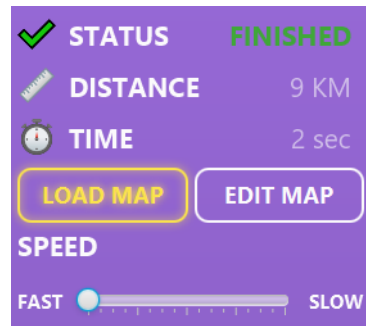 STATUS FINISHED
DISTANCE 9 KM
TIME 2 sec
LOAD MAP EDIT MAP
SPEED
FAST SLOW